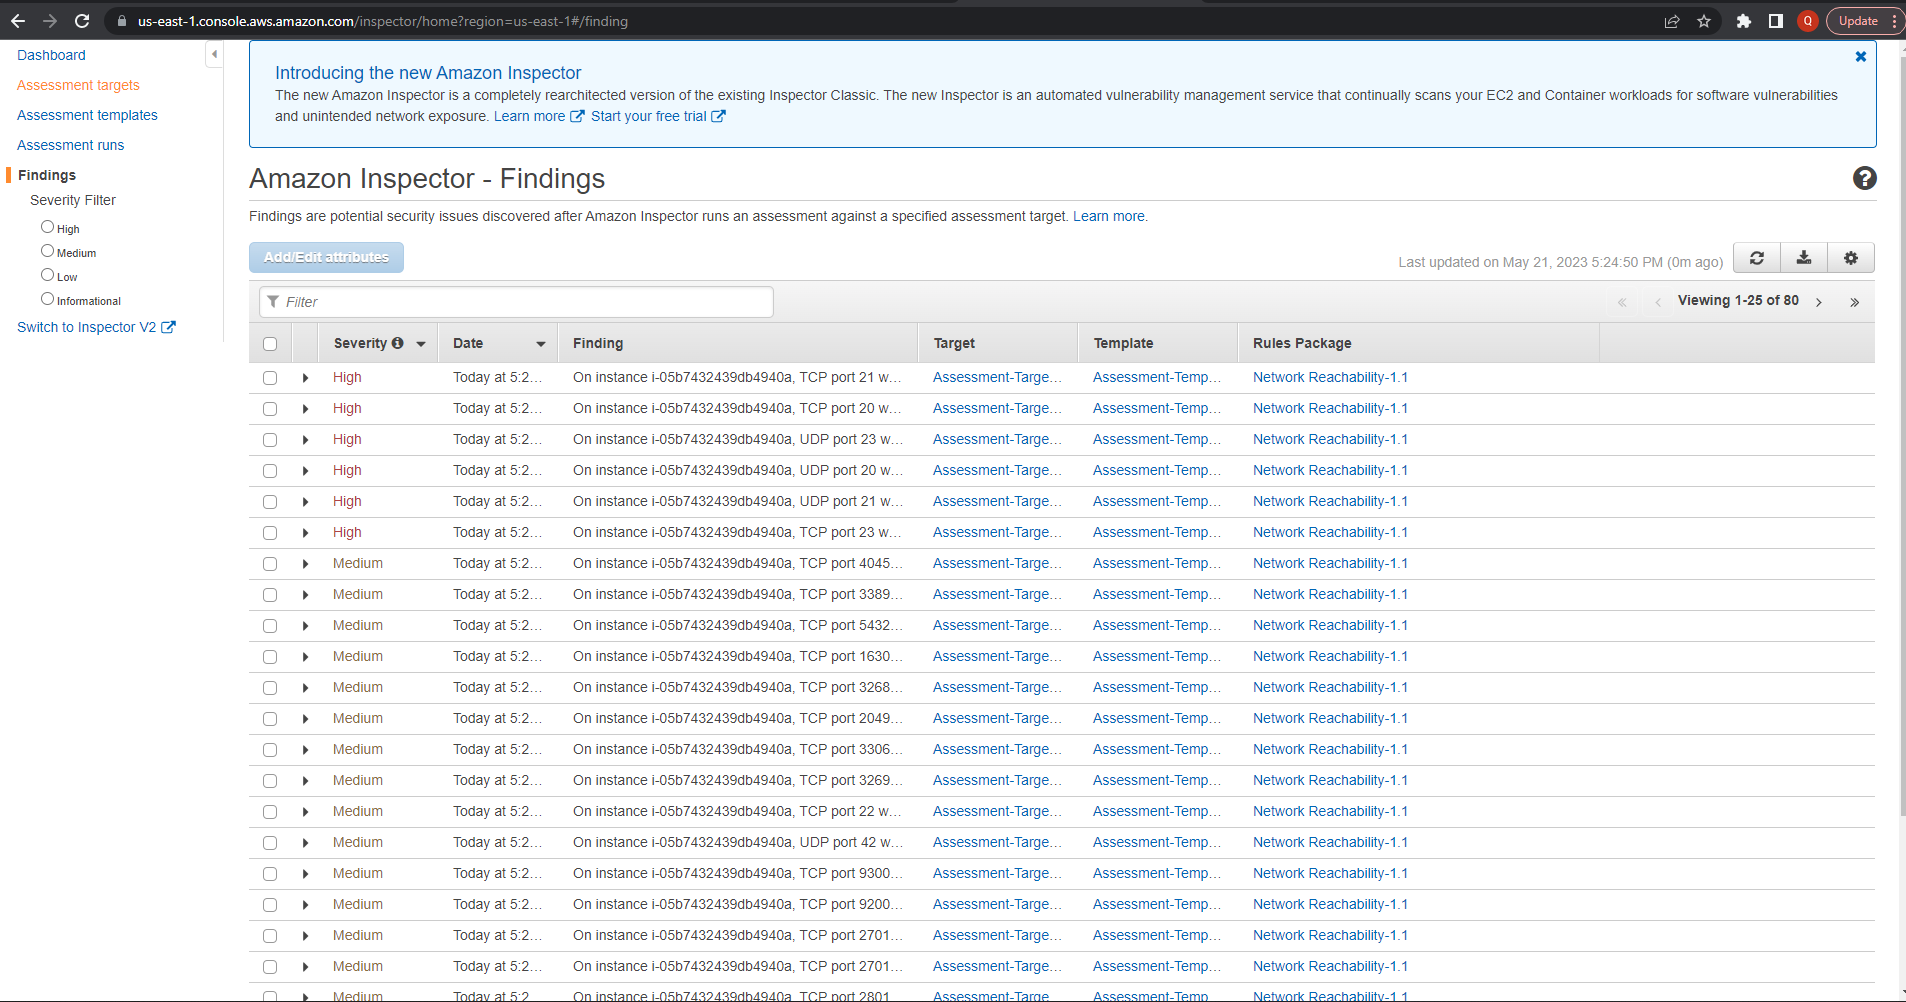 us-east-1.console.aws.amazon.com/inspector/home?region=us-east-1#/finding
Q
Update
Dashboard
Assessment targets
Assessment templates
Assessment runs
Findings
Severity Filter
High
Medium
Low
Informational
Switch to Inspector V2
Introducing the new Amazon Inspector
The new Amazon Inspector is a completely rearchitected version of the existing Inspector Classic. The new Inspector is an automated vulnerability management service that continually scans your EC2 and Container workloads for software vulnerabilities
and unintended network exposure. Learn more Start your free trial
Amazon Inspector - Findings
Findings are potential security issues discovered after Amazon Inspector runs an assessment against a specified assessment target. Learn more.
Add/Edit attributes
Last updated on May 21, 2023 5:24:50 PM (0m ago)
Filter
« ‹ Viewing 1-25 of 80 › »
Severity Date Finding Target Template Rules Package
High Today at 5:2... On instance i-05b7432439db4940a, TCP port 21 w... Assessment-Targe... Assessment-Temp... Network Reachability-1.1
High Today at 5:2... On instance i-05b7432439db4940a, TCP port 20 w... Assessment-Targe... Assessment-Temp... Network Reachability-1.1
High Today at 5:2... On instance i-05b7432439db4940a, UDP port 23 w... Assessment-Targe... Assessment-Temp... Network Reachability-1.1
High Today at 5:2... On instance i-05b7432439db4940a, UDP port 20 w... Assessment-Targe... Assessment-Temp... Network Reachability-1.1
High Today at 5:2... On instance i-05b7432439db4940a, UDP port 21 w... Assessment-Targe... Assessment-Temp... Network Reachability-1.1
High Today at 5:2... On instance i-05b7432439db4940a, TCP port 23 w... Assessment-Targe... Assessment-Temp... Network Reachability-1.1
Medium Today at 5:2... On instance i-05b7432439db4940a, TCP port 4045... Assessment-Targe... Assessment-Temp... Network Reachability-1.1
Medium Today at 5:2... On instance i-05b7432439db4940a, TCP port 3389... Assessment-Targe... Assessment-Temp... Network Reachability-1.1
Medium Today at 5:2... On instance i-05b7432439db4940a, TCP port 5432... Assessment-Targe... Assessment-Temp... Network Reachability-1.1
Medium Today at 5:2... On instance i-05b7432439db4940a, TCP port 1630... Assessment-Targe... Assessment-Temp... Network Reachability-1.1
Medium Today at 5:2... On instance i-05b7432439db4940a, TCP port 3268... Assessment-Targe... Assessment-Temp... Network Reachability-1.1
Medium Today at 5:2... On instance i-05b7432439db4940a, TCP port 2049... Assessment-Targe... Assessment-Temp... Network Reachability-1.1
Medium Today at 5:2... On instance i-05b7432439db4940a, TCP port 3306... Assessment-Targe... Assessment-Temp... Network Reachability-1.1
Medium Today at 5:2... On instance i-05b7432439db4940a, TCP port 3269... Assessment-Targe... Assessment-Temp... Network Reachability-1.1
Medium Today at 5:2... On instance i-05b7432439db4940a, TCP port 22 w... Assessment-Targe... Assessment-Temp... Network Reachability-1.1
Medium Today at 5:2... On instance i-05b7432439db4940a, UDP port 42 w... Assessment-Targe... Assessment-Temp... Network Reachability-1.1
Medium Today at 5:2... On instance i-05b7432439db4940a, TCP port 9300... Assessment-Targe... Assessment-Temp... Network Reachability-1.1
Medium Today at 5:2... On instance i-05b7432439db4940a, TCP port 9200... Assessment-Targe... Assessment-Temp... Network Reachability-1.1
Medium Today at 5:2... On instance i-05b7432439db4940a, TCP port 2701... Assessment-Targe... Assessment-Temp... Network Reachability-1.1
Medium Today at 5:2... On instance i-05b7432439db4940a, TCP port 2701... Assessment-Targe... Assessment-Temp... Network Reachability-1.1
Medium Today at 5:2 On instance i-05b7432439db4940a, TCP port 2801 Assessment-Targe Assessment-Temp Network Reachability-1.1